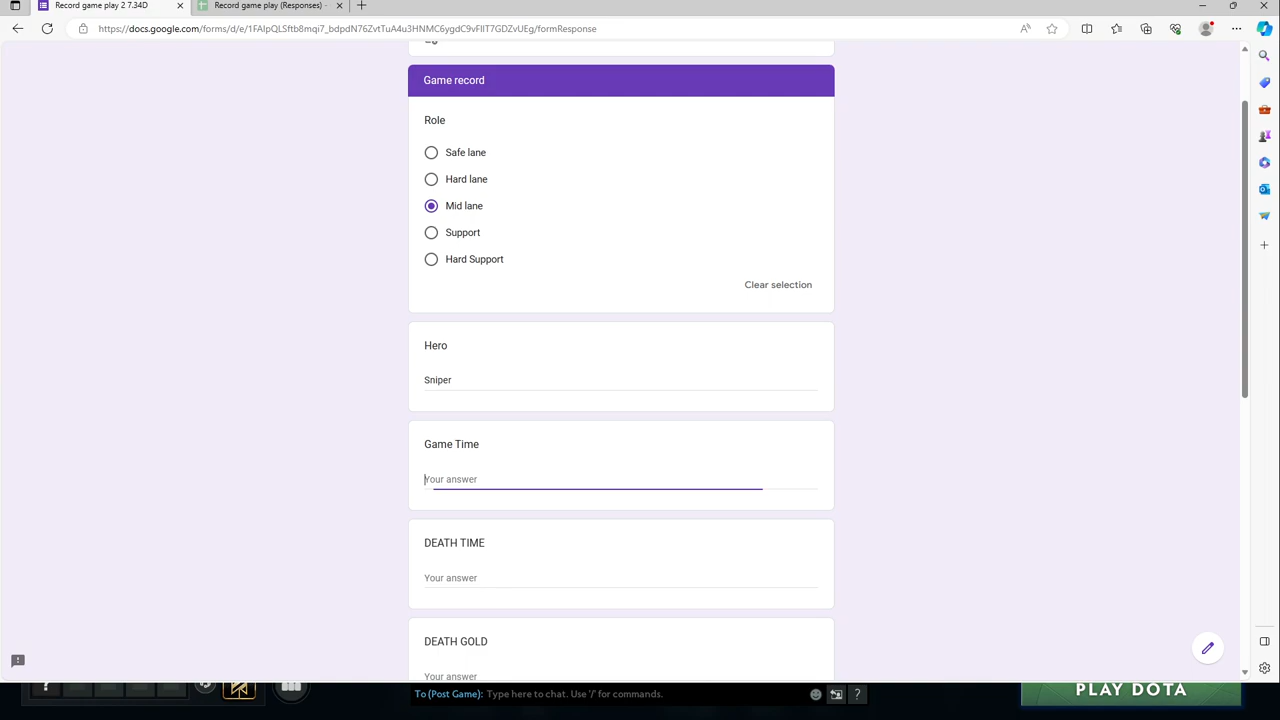 Record game play 2 7.34D
Record game play (Responses) -
https://docs.google.com/forms/d/e/1FAIpQLSftb8mqi7_bdpdN76ZvtTuA4u3HNMC6ygdC9vFIIT7GDZvUEg/formResponse
Game record
Role
Safe lane
Hard lane
Mid lane
Support
Hard Support
Clear selection
Hero
Sniper
Game Time
Your answer
DEATH TIME
Your answer
DEATH GOLD
Your answer
To (Post Game): Type here to chat. Use '/' for commands.
?
PLAY DOTA